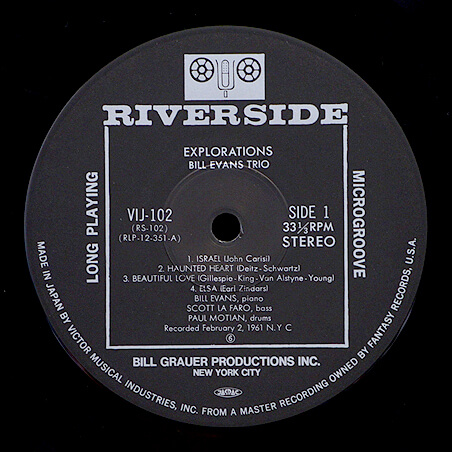 RIVERSIDE
EXPLORATIONS
BILL EVANS TRIO
LONG PLAYING
MICROGROOVE
VIJ-102
(RS-102)
(RLP-12-351-A)
SIDE 1
33⅓RPM
STEREO
1. ISRAEL (John Carisi)
2. HAUNTED HEART (Deitz-Schwartz)
3. BEAUTIFUL LOVE (Gillespie-King-Van Alstyne-Young)
4. ELSA (Earl Zindars)
BILL EVANS, piano
SCOTT LA FARO, bass
PAUL MOTIAN, drums
Recorded February 2, 1961 N.Y C
BILL GRAUER PRODUCTIONS INC.
NEW YORK CITY
MADE IN JAPAN BY VICTOR MUSICAL INDUSTRIES, INC. FROM A MASTER RECORDING OWNED BY FANTASY RECORDS, U.S.A.